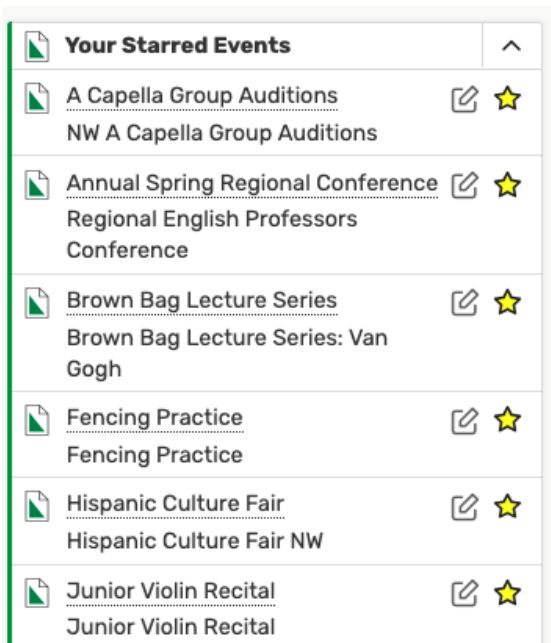 Your Starred Events
A Capella Group Auditions
NW A Capella Group Auditions
Annual Spring Regional Conference
Regional English Professors
Conference
Brown Bag Lecture Series
Brown Bag Lecture Series: Van
Gogh
Fencing Practice
Fencing Practice
Hispanic Culture Fair
Hispanic Culture Fair NW
Junior Violin Recital
Junior Violin Recital